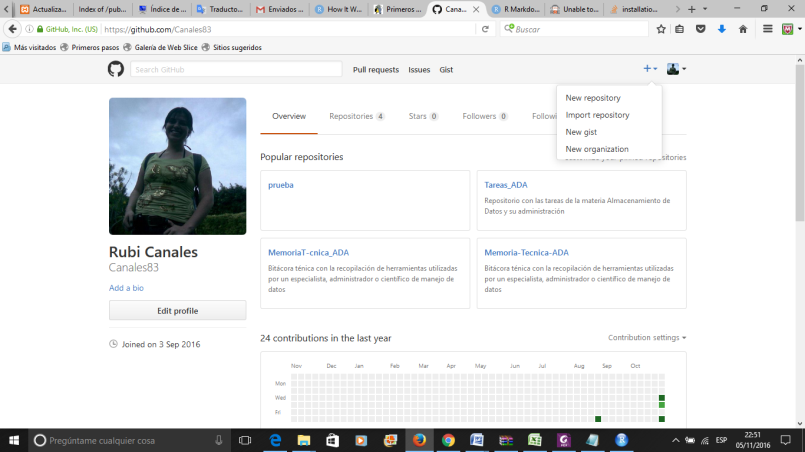 Actualiza...
Index of /pub...
Índice de ...
Traducto...
Enviados ...
How It W...
Primeros ...
Cana...
R Markdo...
Unable to...
installatio...
GitHub, Inc. (US)
https://github.com/Canales83
Buscar
Más visitados
Primeros pasos
Galería de Web Slice
Sitios sugeridos
Search GitHub
Pull requests
Issues
Gist
New repository
Import repository
New gist
New organization
Overview
Repositories 4
Stars 0
Followers 0
Followi
Popular repositories
repositories
prueba
Tareas_ADA
Repositorio con las tareas de la materia Almacenamiento de
Datos y su administración
MemoriaT-cnica_ADA
Bitácora ténica con la recopilación de herramientas utilizadas
por un especialista, administrador o científico de manejo de
datos
Memoria-Tecnica-ADA
Bitácora ténica con la recopilación de herramientas utilizadas
por un especialista, administrador o científico de manejo de
datos
Rubi Canales
Canales83
Add a bio
Edit profile
Joined on 3 Sep 2016
24 contributions in the last year
Contribution settings
Nov Dec Jan Feb Mar Apr May Jun Jul Aug Sep Oct
Mon
Wed
Fri
Pregúntame cualquier cosa
ESP
22:51
05/11/2016